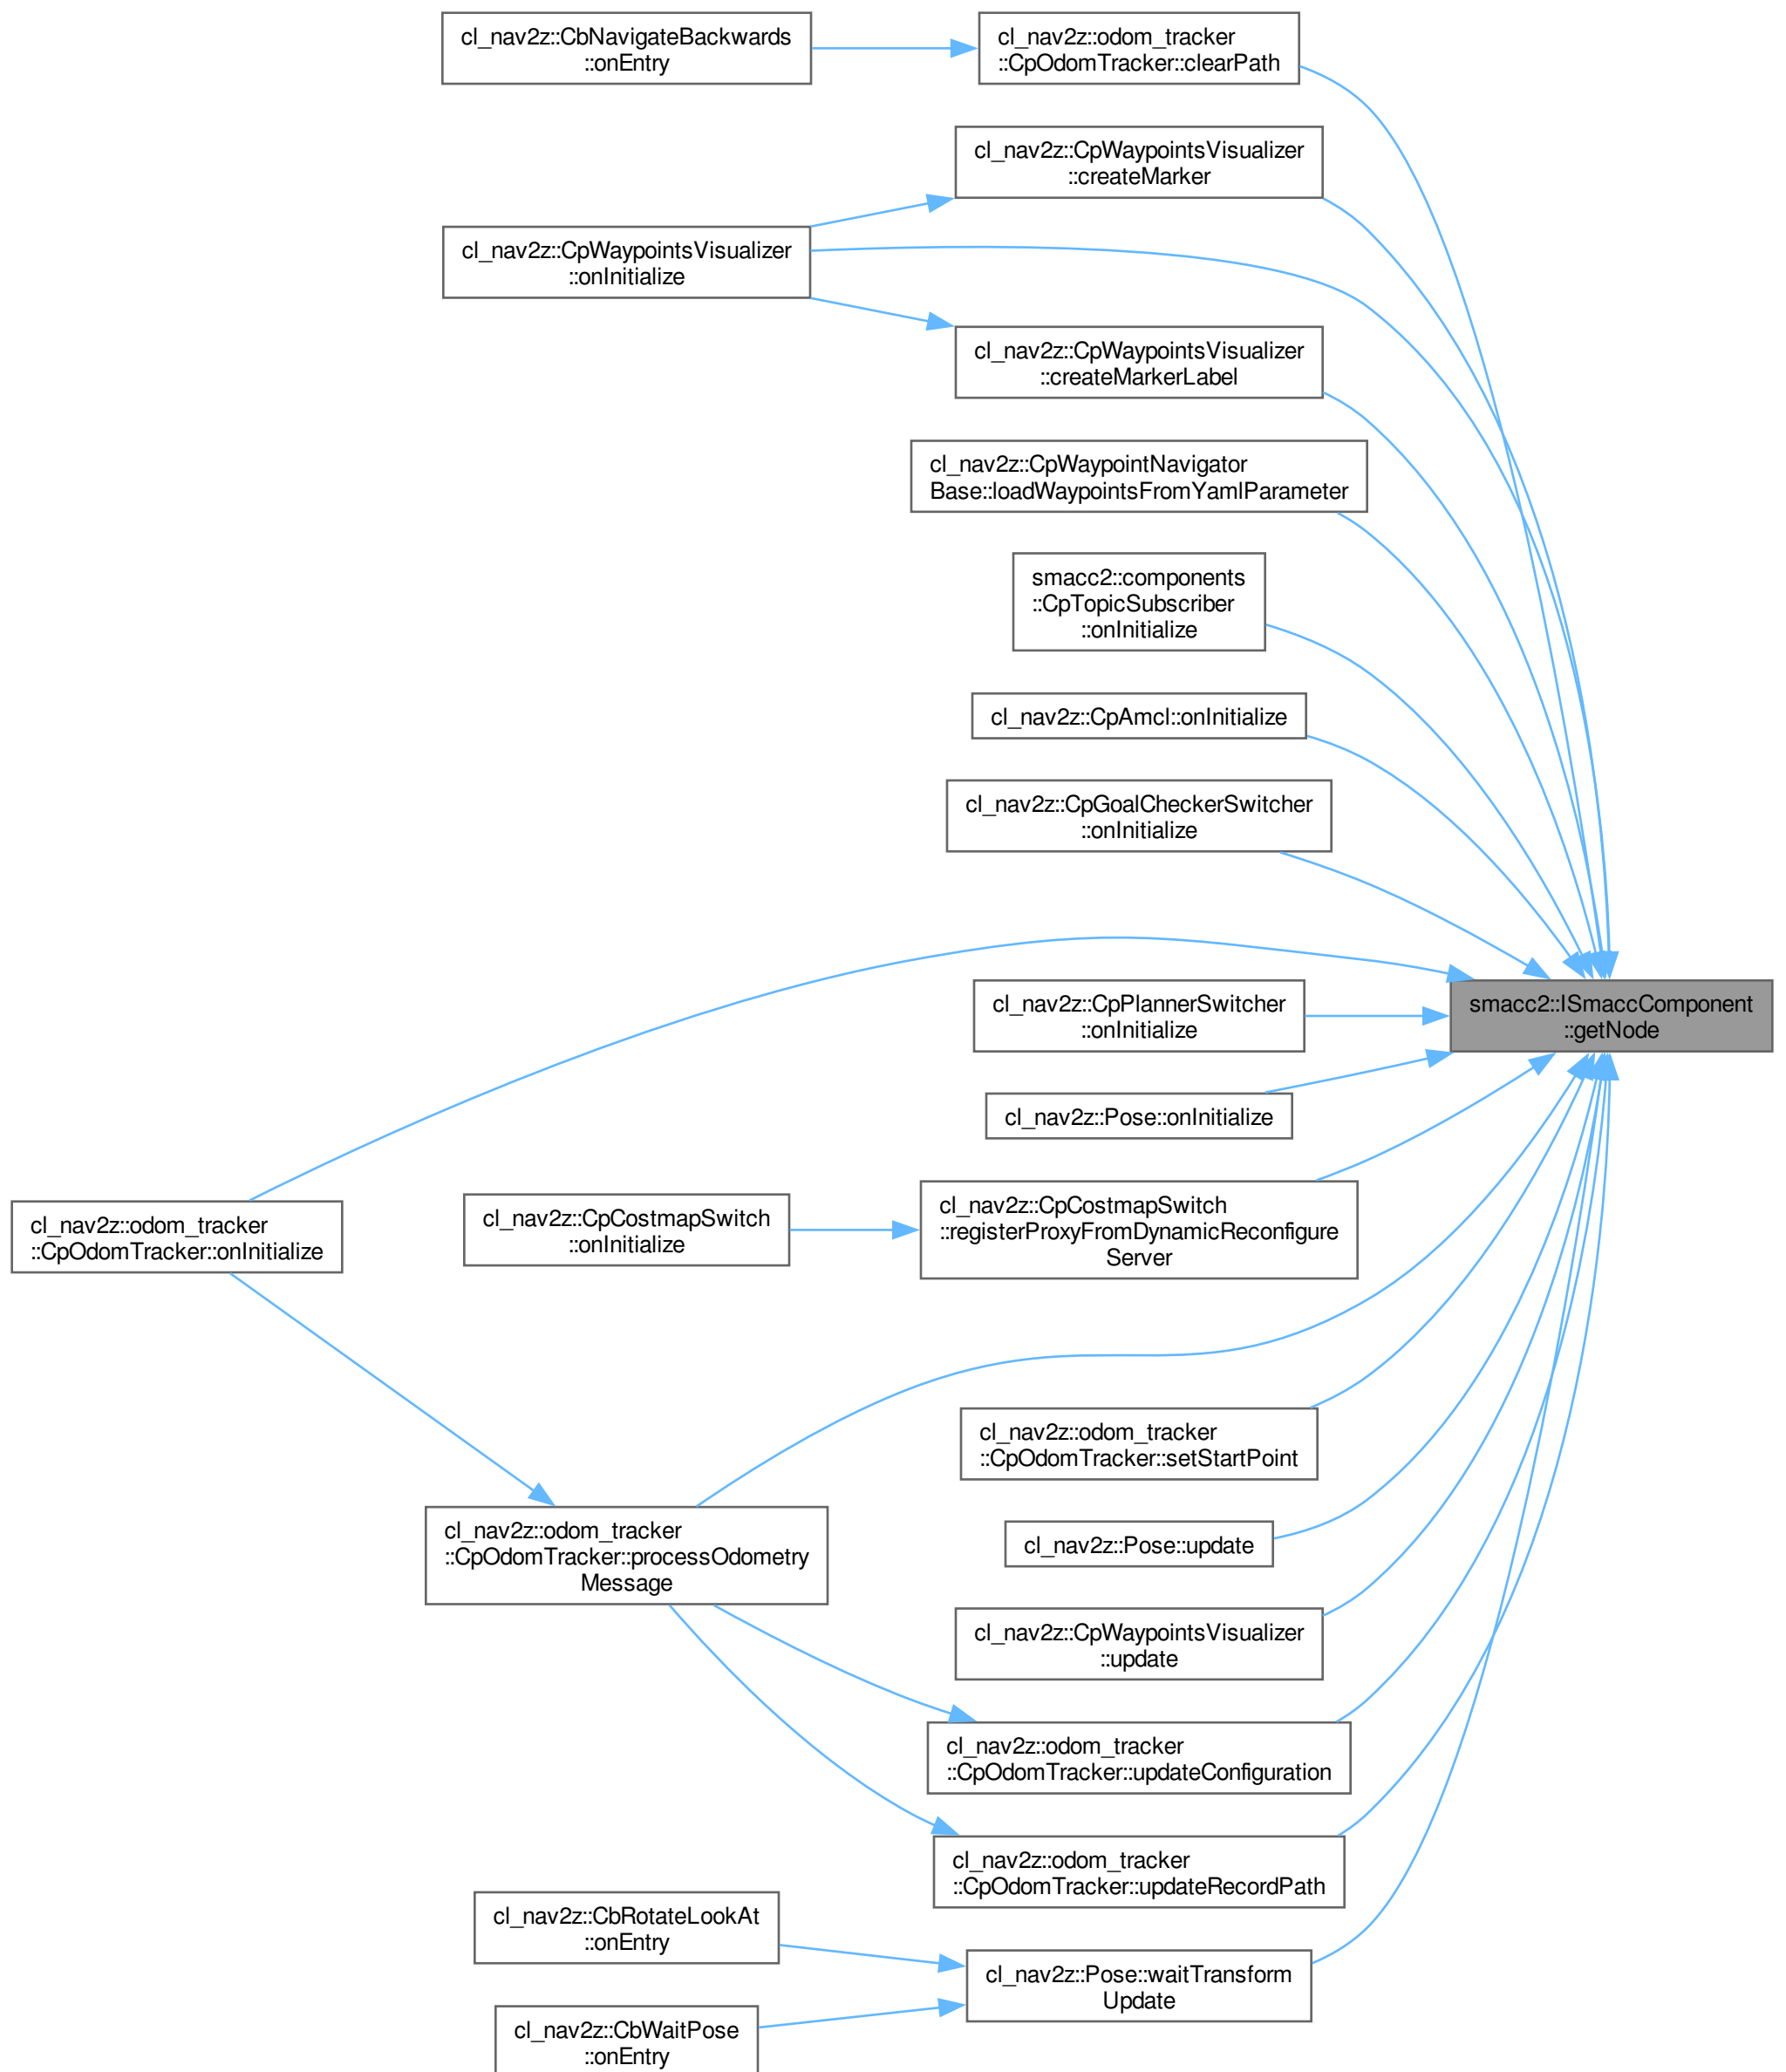 cl_nav2z::CbNavigateBackwards
::onEntry
cl_nav2z::odom_tracker
::CpOdomTracker::clearPath
cl_nav2z::CpWaypointsVisualizer
::createMarker
cl_nav2z::CpWaypointsVisualizer
::onInitialize
cl_nav2z::CpWaypointsVisualizer
::createMarkerLabel
cl_nav2z::CpWaypointNavigator
Base::loadWaypointsFromYamlParameter
smacc2::components
::CpTopicSubscriber
::onInitialize
cl_nav2z::CpAmcl::onInitialize
cl_nav2z::CpGoalCheckerSwitcher
::onInitialize
smacc2::ISmaccComponent
::getNode
cl_nav2z::CpPlannerSwitcher
::onInitialize
cl_nav2z::Pose::onInitialize
cl_nav2z::odom_tracker
::CpOdomTracker::onInitialize
cl_nav2z::CpCostmapSwitch
::onInitialize
cl_nav2z::CpCostmapSwitch
::registerProxyFromDynamicReconfigure
Server
cl_nav2z::odom_tracker
::CpOdomTracker::setStartPoint
cl_nav2z::odom_tracker
::CpOdomTracker::processOdometry
Message
cl_nav2z::Pose::update
cl_nav2z::CpWaypointsVisualizer
::update
cl_nav2z::odom_tracker
::CpOdomTracker::updateConfiguration
cl_nav2z::odom_tracker
::CpOdomTracker::updateRecordPath
cl_nav2z::CbRotateLookAt
::onEntry
cl_nav2z::Pose::waitTransform
Update
cl_nav2z::CbWaitPose
::onEntry